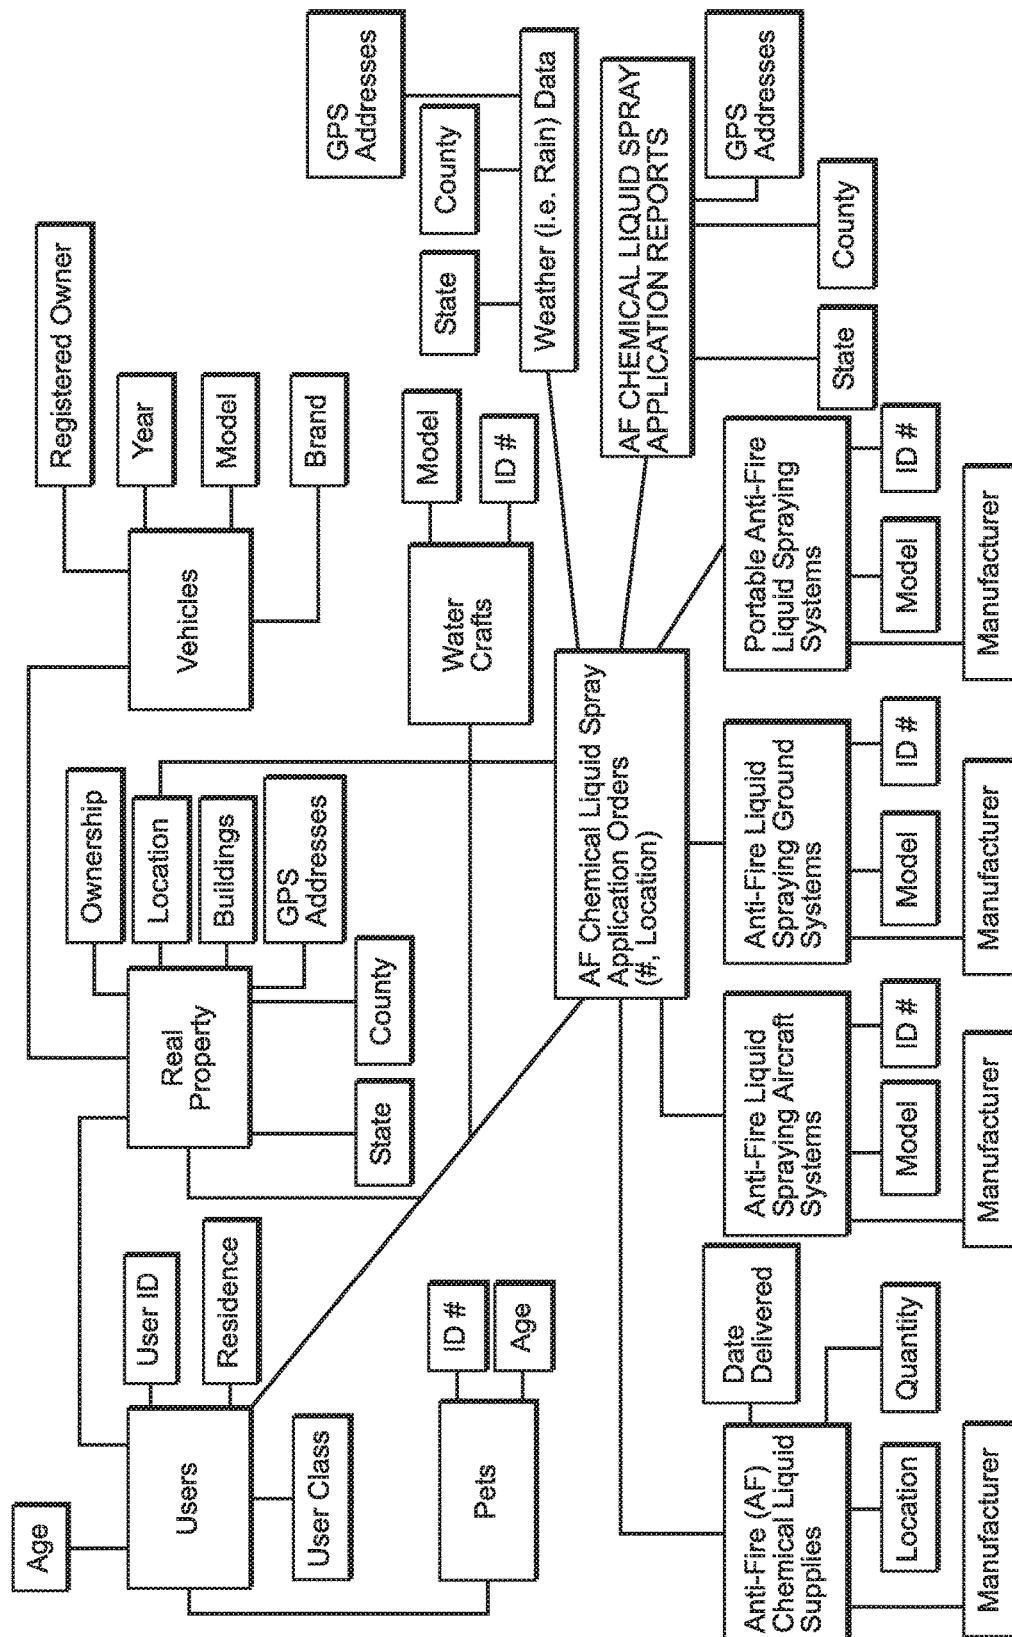 Age
Users
User ID
Residence
User Class
Pets
ID #
Age
Real
Property
Ownership
Location
Buildings
GPS
Addresses
County
State
Vehicles
Registered Owner
Year
Model
Brand
Water
Crafts
Model
ID #
State
County
GPS
Addresses
Weather (i.e. Rain) Data
AF CHEMICAL LIQUID SPRAY
APPLICATION REPORTS
GPS
Addresses
County
State
AF Chemical Liquid Spray
Application Orders
(#, Location)
Anti-Fire (AF)
Chemical Liquid
Supplies
Date
Delivered
Quantity
Location
Manufacturer
Anti-Fire Liquid
Spraying Aircraft
Systems
ID #
Model
Manufacturer
Anti-Fire Liquid
Spraying Ground
Systems
ID #
Model
Manufacturer
Portable Anti-Fire
Liquid Spraying
Systems
ID #
Model
Manufacturer